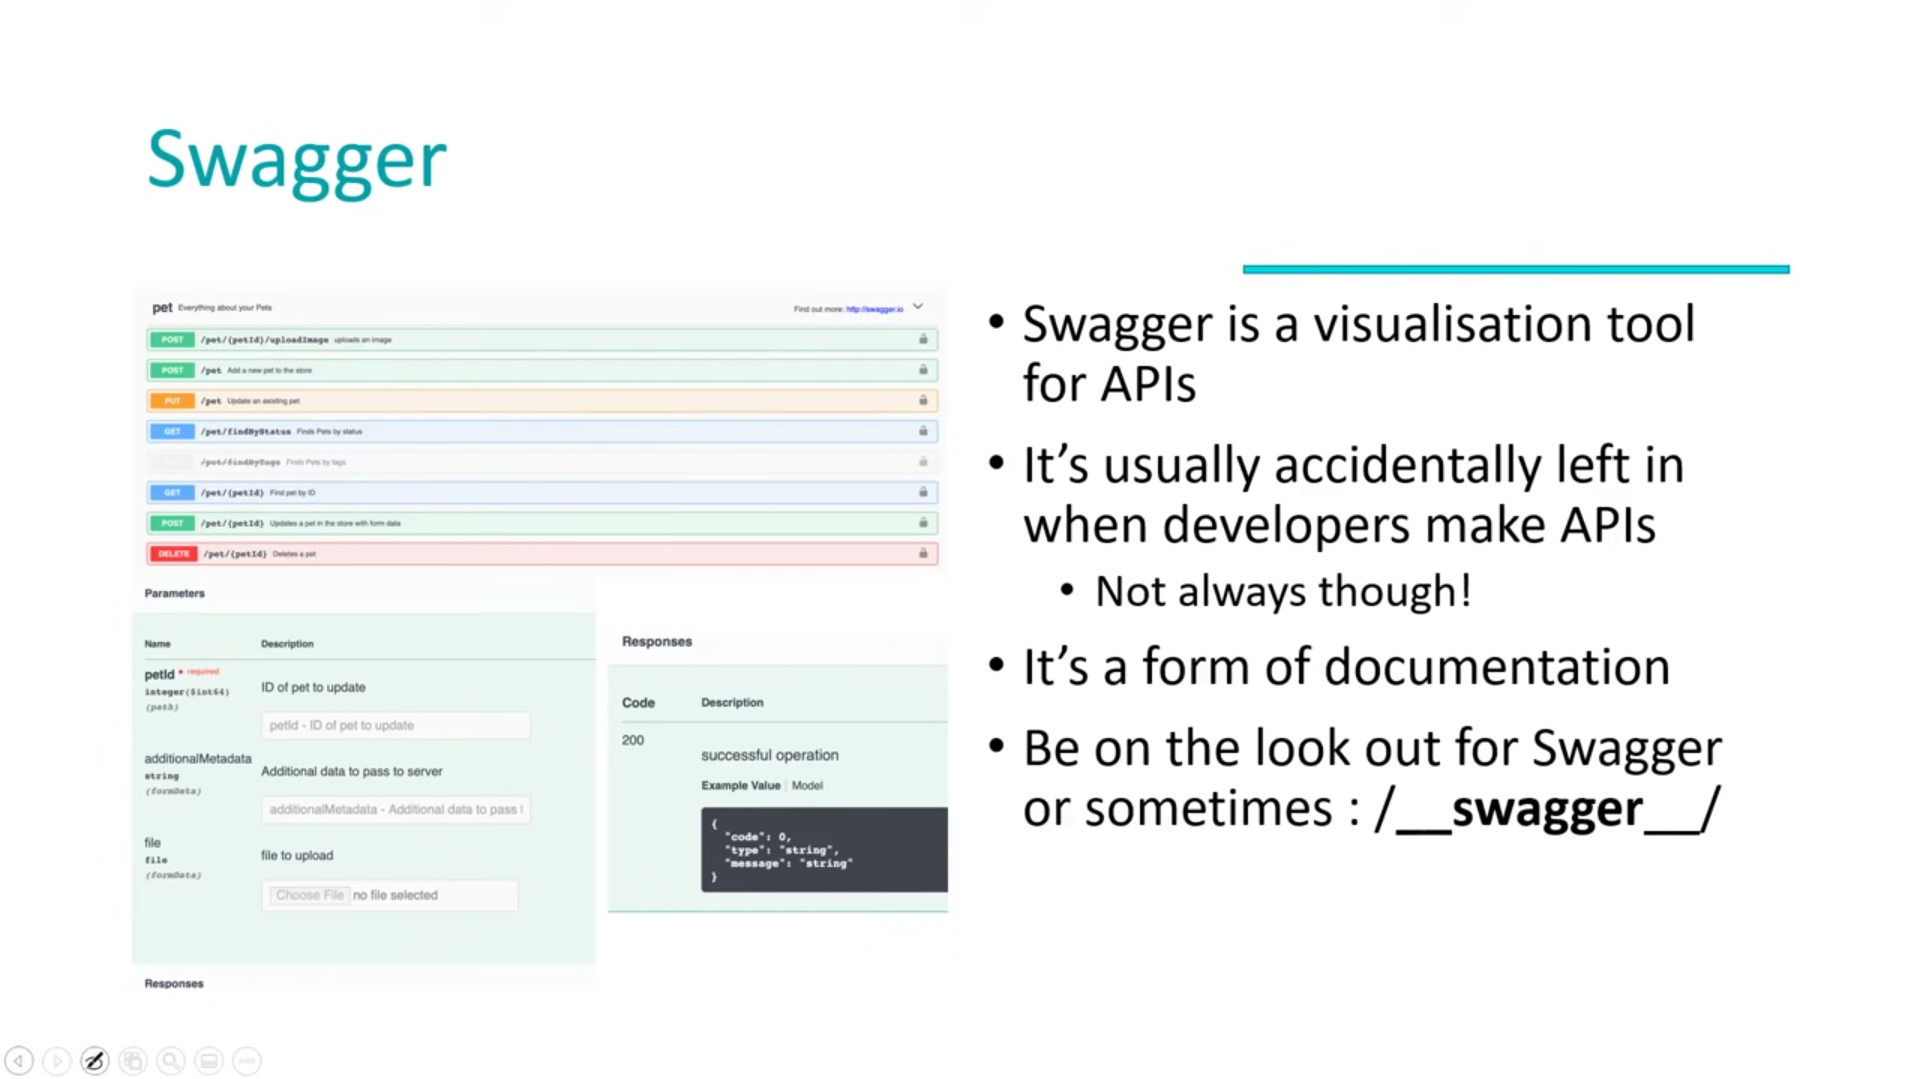 Swagger
pet Everything about your Pets
Find out more: http://swagger.io
POST /pet/{petId}/uploadImage uploads an image
POST /pet Add a new pet to the store
PUT /pet Update an existing pet
GET /pet/findByStatus Finds Pets by status
/pet/findByTags Finds Pets by tags
GET /pet/{petId} Find pet by ID
POST /pet/{petId} Updates a pet in the store with form data
DELETE /pet/{petId} Deletes a pet
Parameters
Name Description
petId * required
integer($int64)
(path)
ID of pet to update
petId - ID of pet to update
additionalMetadata
string
(formData)
Additional data to pass to server
additionalMetadata - Additional data to pass t
file
file
(formData)
file to upload
Choose File no file selected
Responses
Responses
Code Description
200
successful operation
Example Value | Model
{
"code": 0,
"type": "string",
"message": "string"
}
• Swagger is a visualisation tool
for APIs
• It’s usually accidentally left in
when developers make APIs
• Not always though!
• It’s a form of documentation
• Be on the look out for Swagger
or sometimes : /__swagger__/